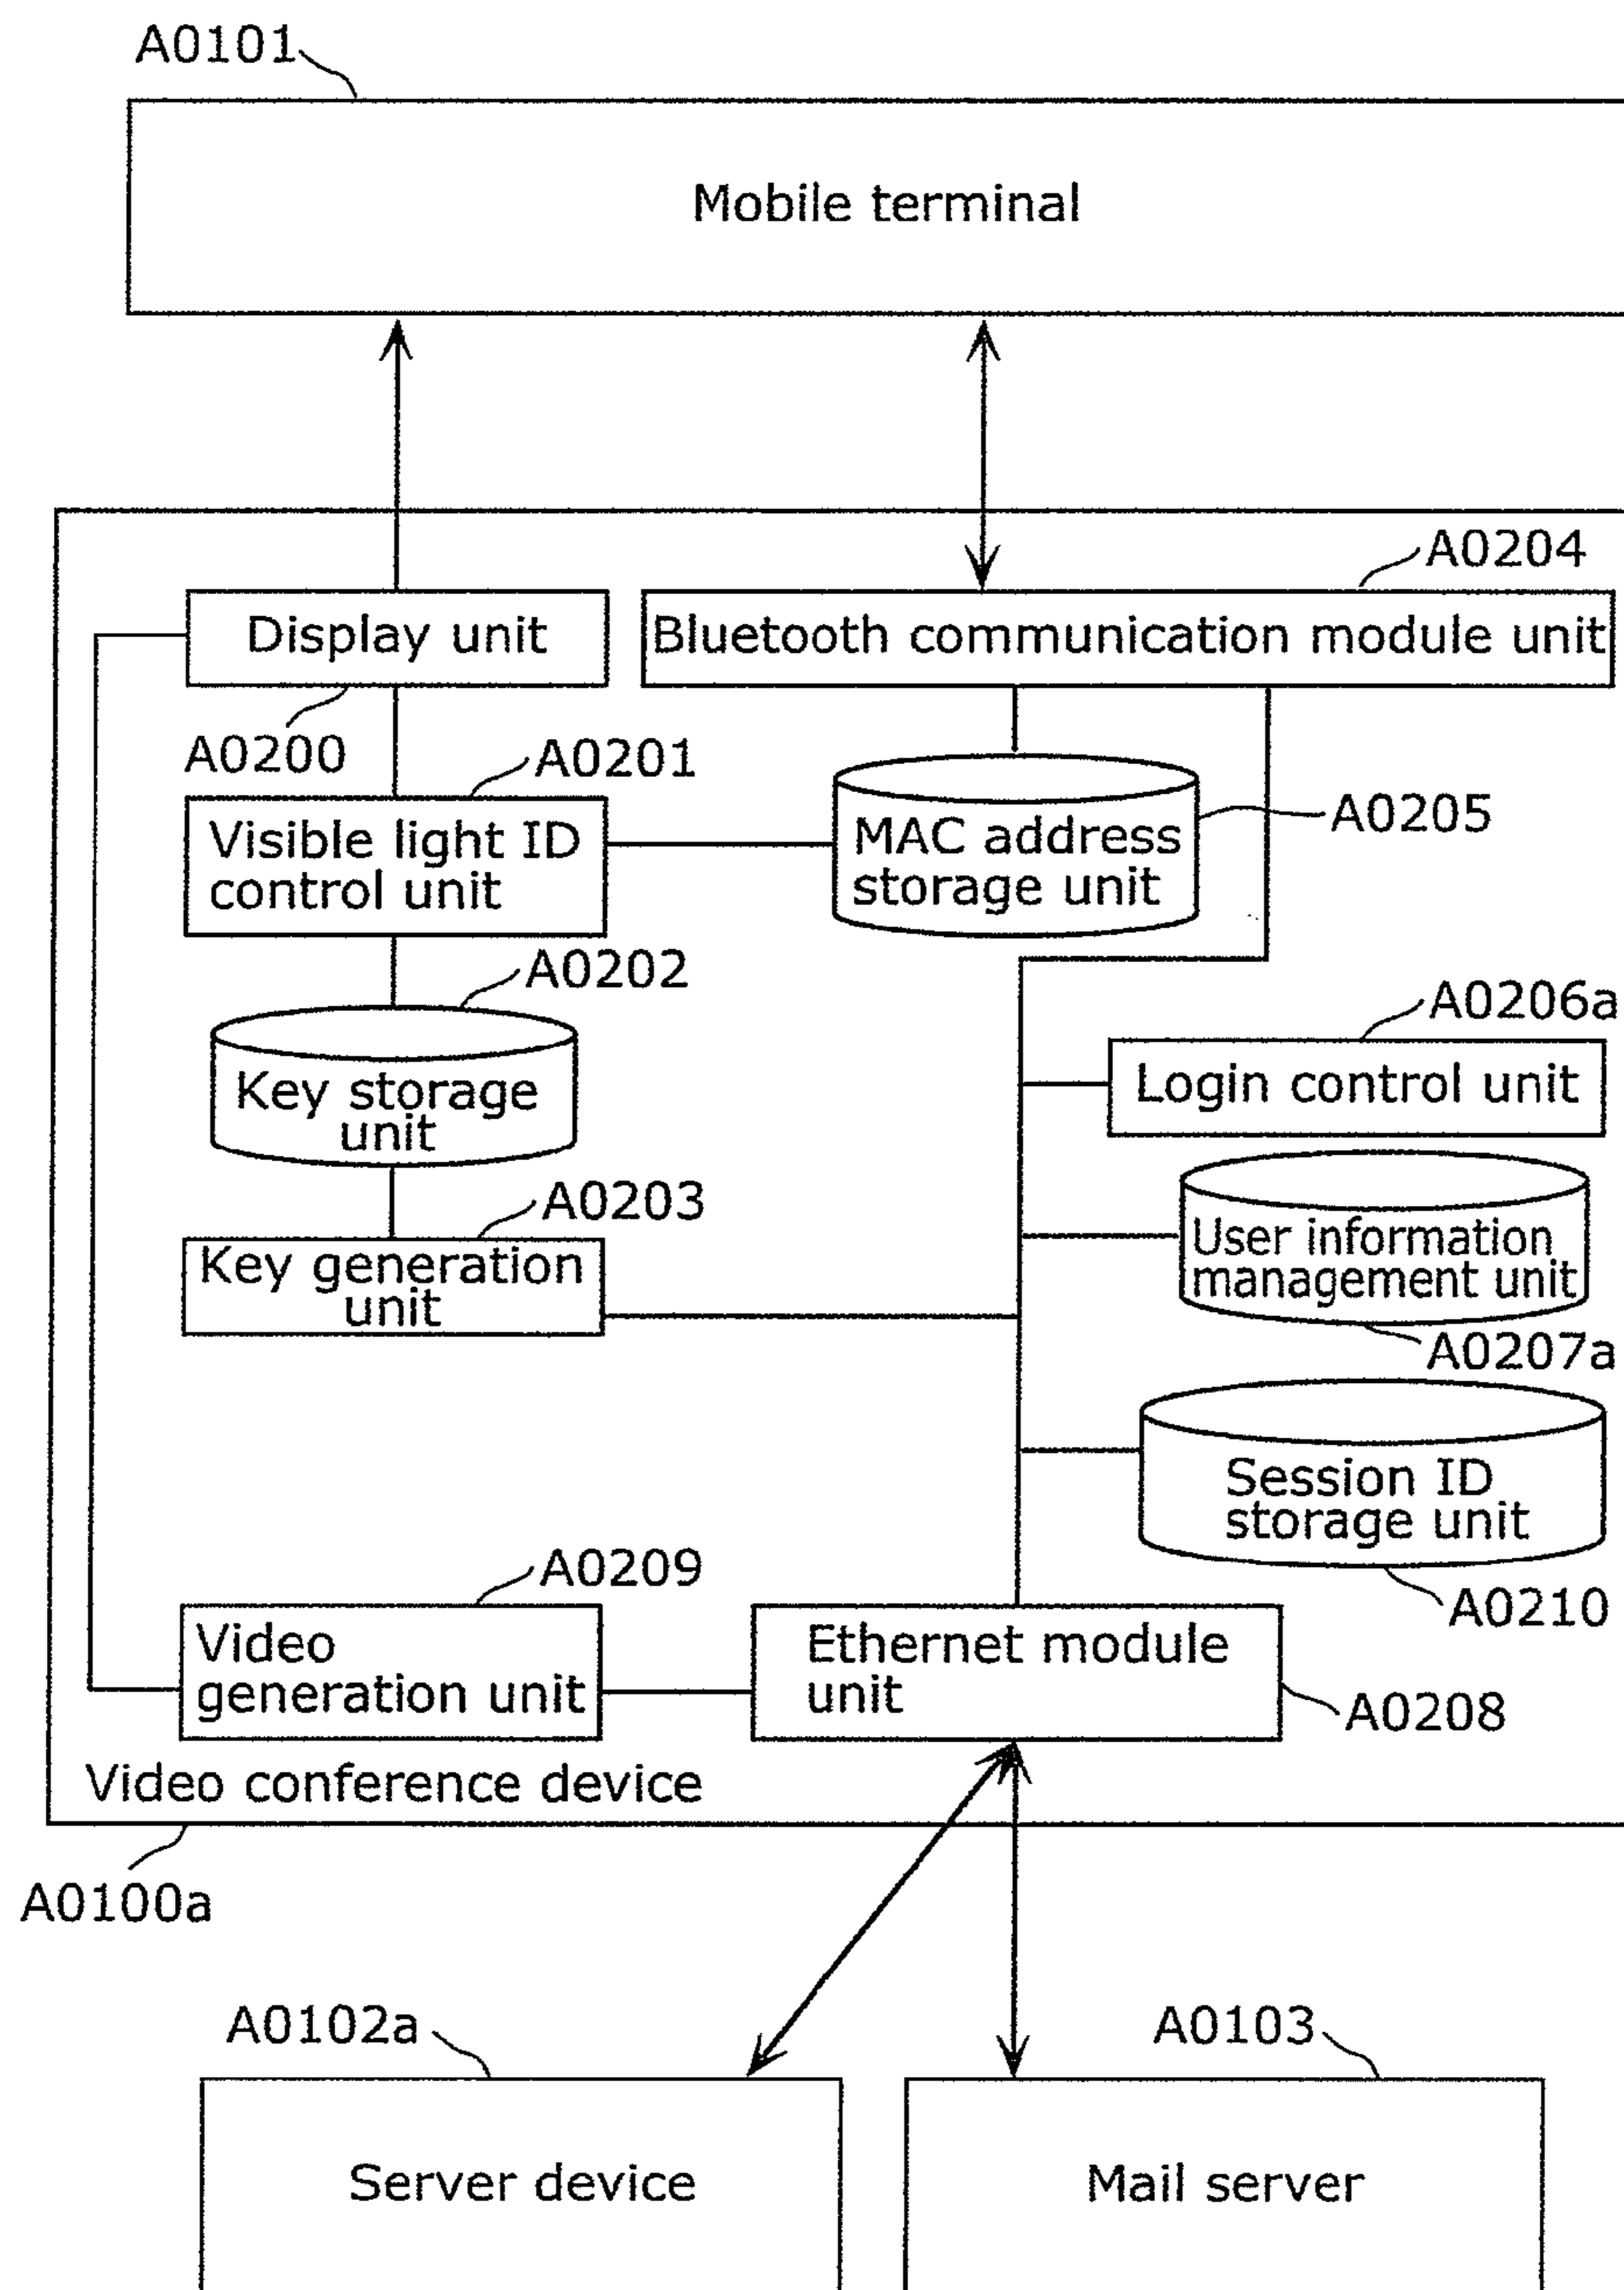 A0101
Mobile terminal
A0204
Display unit
Bluetooth communication module unit
A0200
A0201
A0205
Visible light ID
control unit
MAC address
storage unit
A0202
A0206a
Key storage
unit
Login control unit
A0203
Key generation
unit
User information
management unit
A0207a
Session ID
storage unit
A0209
A0210
Video
generation unit
Ethernet module
unit
A0208
Video conference device
A0100a
A0102a
A0103
Server device
Mail server